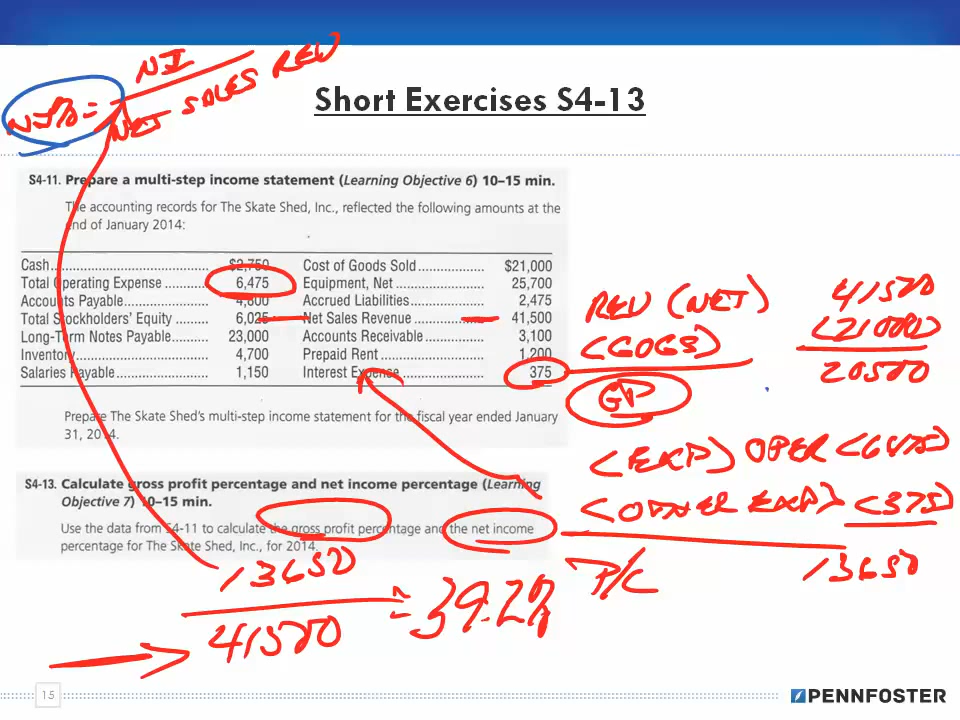 NI
N I % =
NET SALES REV
Short Exercises S4-13
S4-11. Prepare a multi-step income statement (Learning Objective 6) 10–15 min.
The accounting records for The Skate Shed, Inc., reflected the following amounts at the
end of January 2014:
Cash $2,750 Cost of Goods Sold $21,000
Total Operating Expense 6,475 Equipment, Net 25,700
Accounts Payable 4,600 Accrued Liabilities 2,475
Total Stockholders' Equity 6,025 Net Sales Revenue 41,500
Long-Term Notes Payable 23,000 Accounts Receivable 3,100
Inventory 4,700 Prepaid Rent 1,200
Salaries Payable 1,150 Interest Expense 375
Prepare The Skate Shed's multi-step income statement for the fiscal year ended January
31, 2014.
REV (NET) 41500
(COGS) (21000)
GP 20500
(EXP) OPER (6475)
(OTHER EXP) (375)
P/L 13650
S4-13. Calculate gross profit percentage and net income percentage (Learning
Objective 7) 10–15 min.
Use the data from S4-11 to calculate the gross profit percentage and the net income
percentage for The Skate Shed, Inc., for 2014.
13650
41500
= 39.2%
15
PENNFOSTER